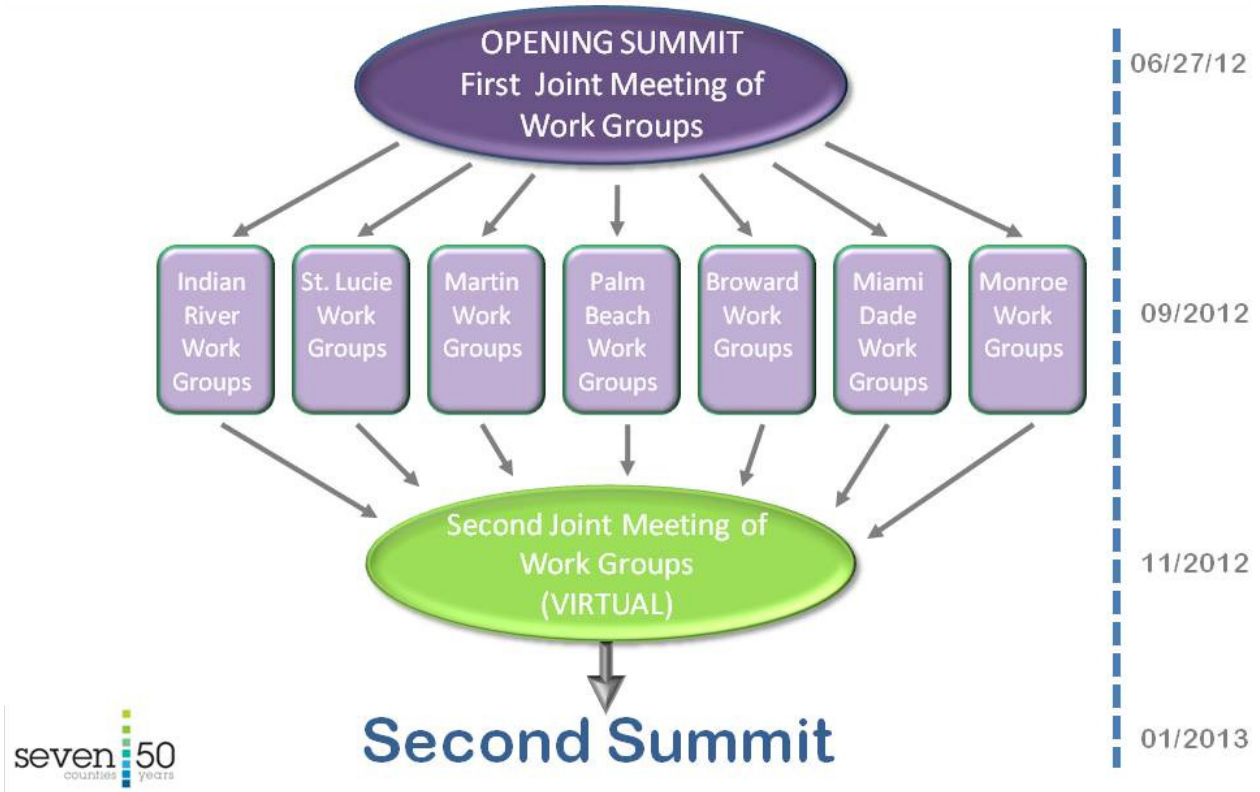 OPENING SUMMIT
First Joint Meeting of
Work Groups
06/27/12
Indian
River
Work
Groups
St. Lucie
Work
Groups
Martin
Work
Groups
Palm
Beach
Work
Groups
Broward
Work
Groups
Miami
Dade
Work
Groups
Monroe
Work
Groups
09/2012
Second Joint Meeting of
Work Groups
(VIRTUAL)
11/2012
Second Summit
01/2013
seven 50
counties years